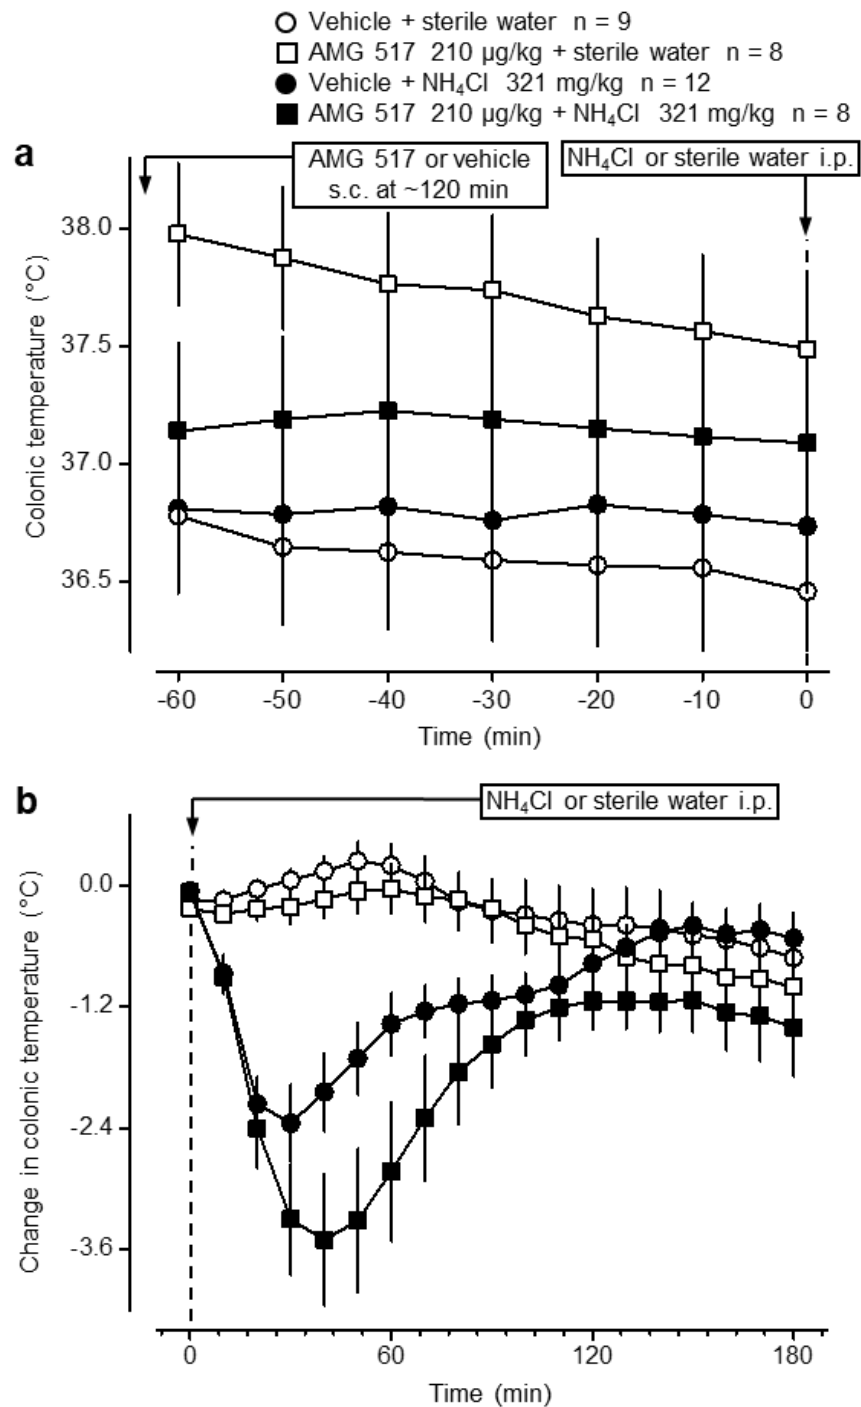 Vehicle + sterile water n = 9
AMG 517 210 µg/kg + sterile water n = 8
Vehicle + NH₄Cl 321 mg/kg n = 12
AMG 517 210 µg/kg + NH₄Cl 321 mg/kg n = 8
a
AMG 517 or vehicle
s.c. at ~120 min
NH₄Cl or sterile water i.p.
Colonic temperature (°C)
38.0
37.5
37.0
36.5
-60 -50 -40 -30 -20 -10 0
Time (min)
b
NH₄Cl or sterile water i.p.
Change in colonic temperature (°C)
0.0
-1.2
-2.4
-3.6
0 60 120 180
Time (min)